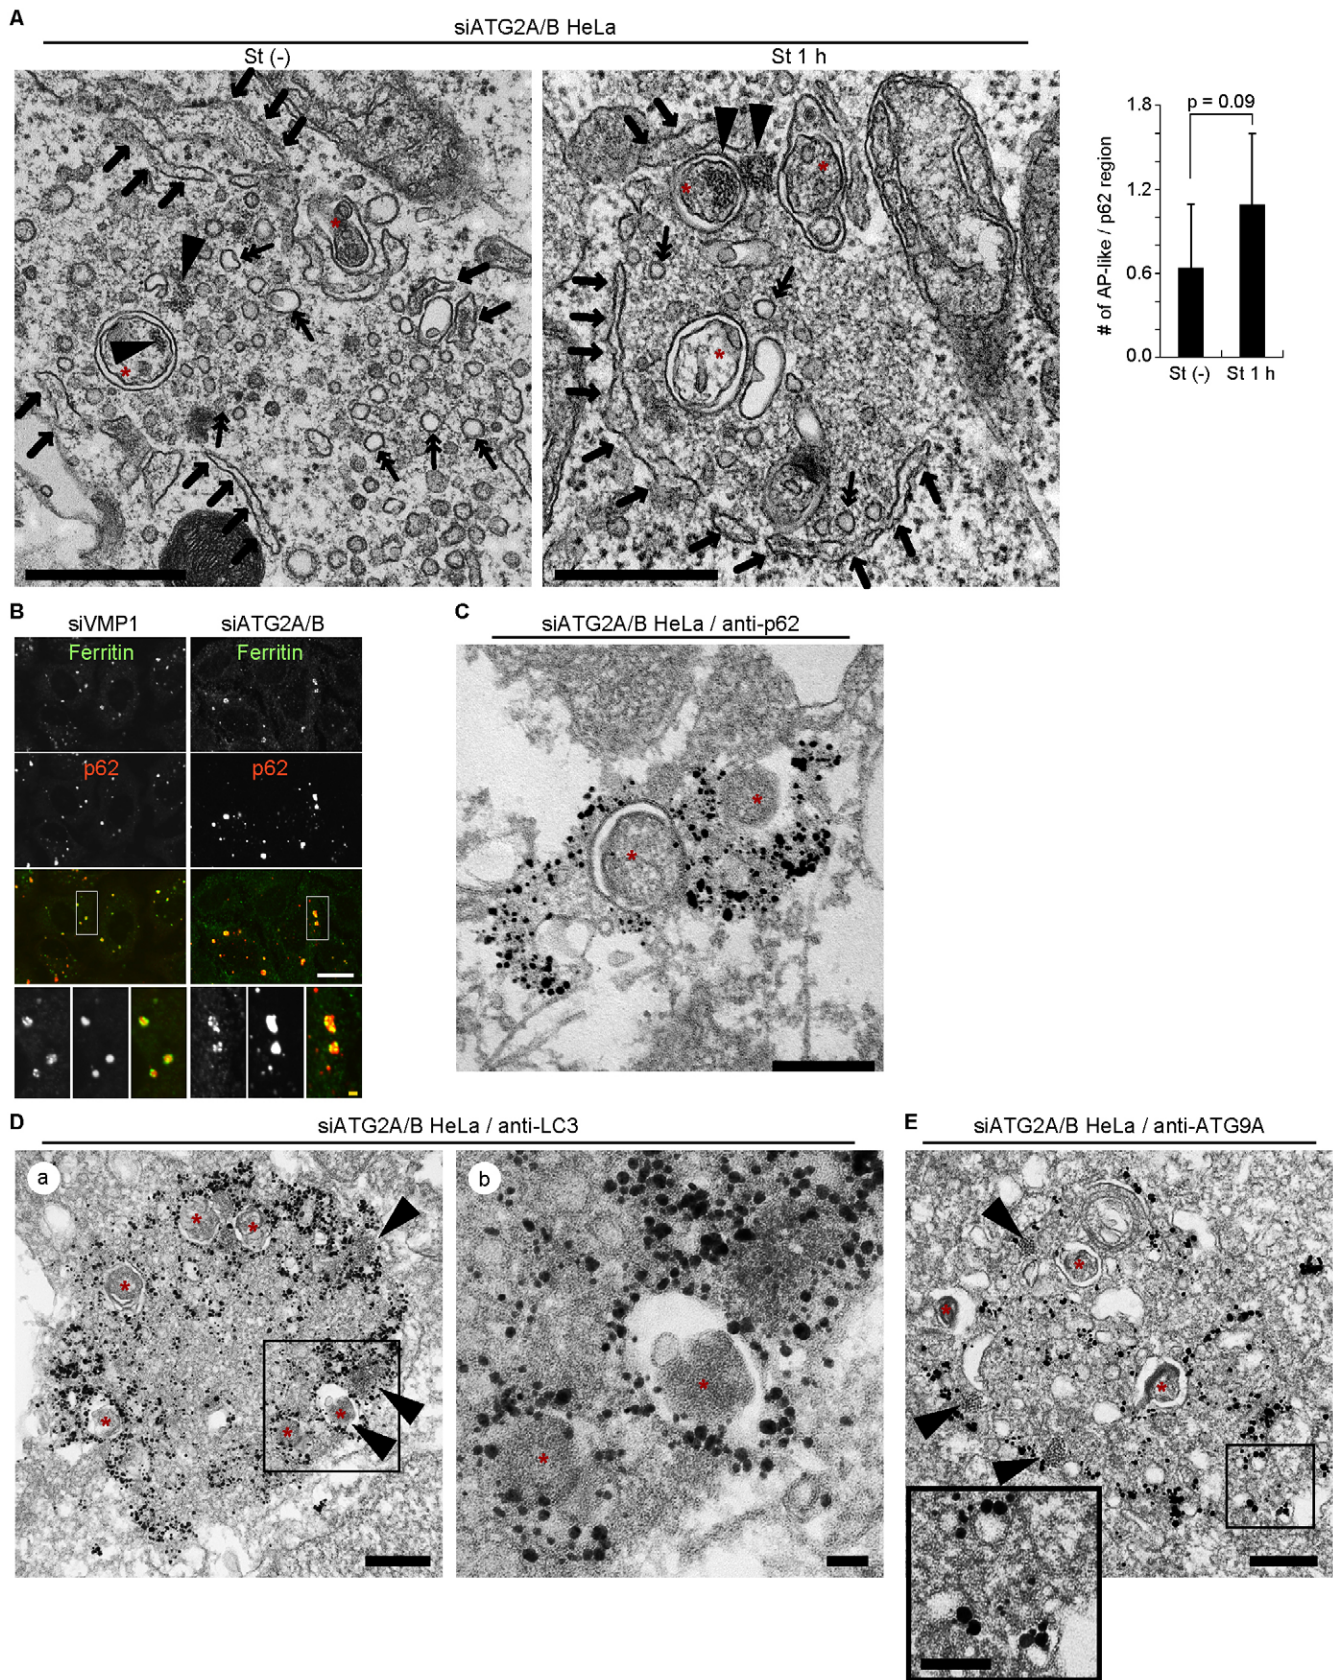 A
siATG2A/B HeLa
St (-)
St 1 h
# of AP-like / p62 region
1.8
1.2
0.6
0.0
p = 0.09
St (-)
St 1 h
B
siVMP1
siATG2A/B
Ferritin
Ferritin
p62
p62
C
siATG2A/B HeLa / anti-p62
D
siATG2A/B HeLa / anti-LC3
a
b
E
siATG2A/B HeLa / anti-ATG9A